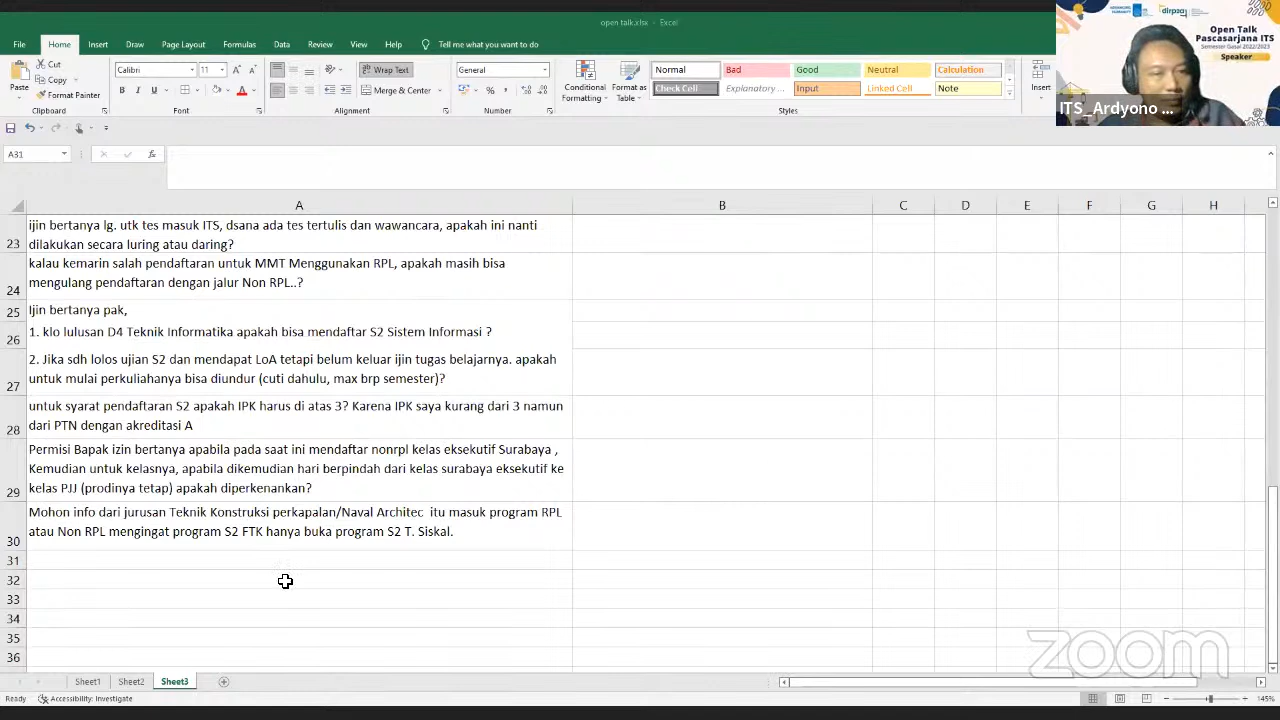 open talk.xlsx - Excel
File Home Insert Draw Page Layout Formulas Data Review View Help Tell me what you want to do
Paste
Cut
Copy
Format Painter
Calibri 11
Wrap Text
Merge & Center
General
Conditional Formatting
Format as Table
Normal Bad Good Neutral Calculation
Check Cell Explanatory ... Input Linked Cell Note
Insert
Clipboard Font Alignment Number Styles
A31
A B C D E F G H
23 ijin bertanya lg. utk tes masuk ITS, dsana ada tes tertulis dan wawancara, apakah ini nanti
dilakukan secara luring atau daring?
24 kalau kemarin salah pendaftaran untuk MMT Menggunakan RPL, apakah masih bisa
mengulang pendaftaran dengan jalur Non RPL..?
25 Ijin bertanya pak,
26 1. klo lulusan D4 Teknik Informatika apakah bisa mendaftar S2 Sistem Informasi ?
27 2. Jika sdh lolos ujian S2 dan mendapat LoA tetapi belum keluar ijin tugas belajarnya. apakah
untuk mulai perkuliahanya bisa diundur (cuti dahulu, max brp semester)?
28 untuk syarat pendaftaran S2 apakah IPK harus di atas 3? Karena IPK saya kurang dari 3 namun
dari PTN dengan akreditasi A
29 Permisi Bapak izin bertanya apabila pada saat ini mendaftar nonrpl kelas eksekutif Surabaya ,
Kemudian untuk kelasnya, apabila dikemudian hari berpindah dari kelas surabaya eksekutif ke
kelas PJJ (prodinya tetap) apakah diperkenankan?
30 Mohon info dari jurusan Teknik Konstruksi perkapalan/Naval Architec itu masuk program RPL
atau Non RPL mengingat program S2 FTK hanya buka program S2 T. Siskal.
31
32
33
34
35
36
Sheet1 Sheet2 Sheet3
Ready Accessibility: Investigate 145%
dirpza
Open Talk
Pascasarjana ITS
Semester Gasal 2022/2023
Speaker
ITS_Ardyono ...
zoom